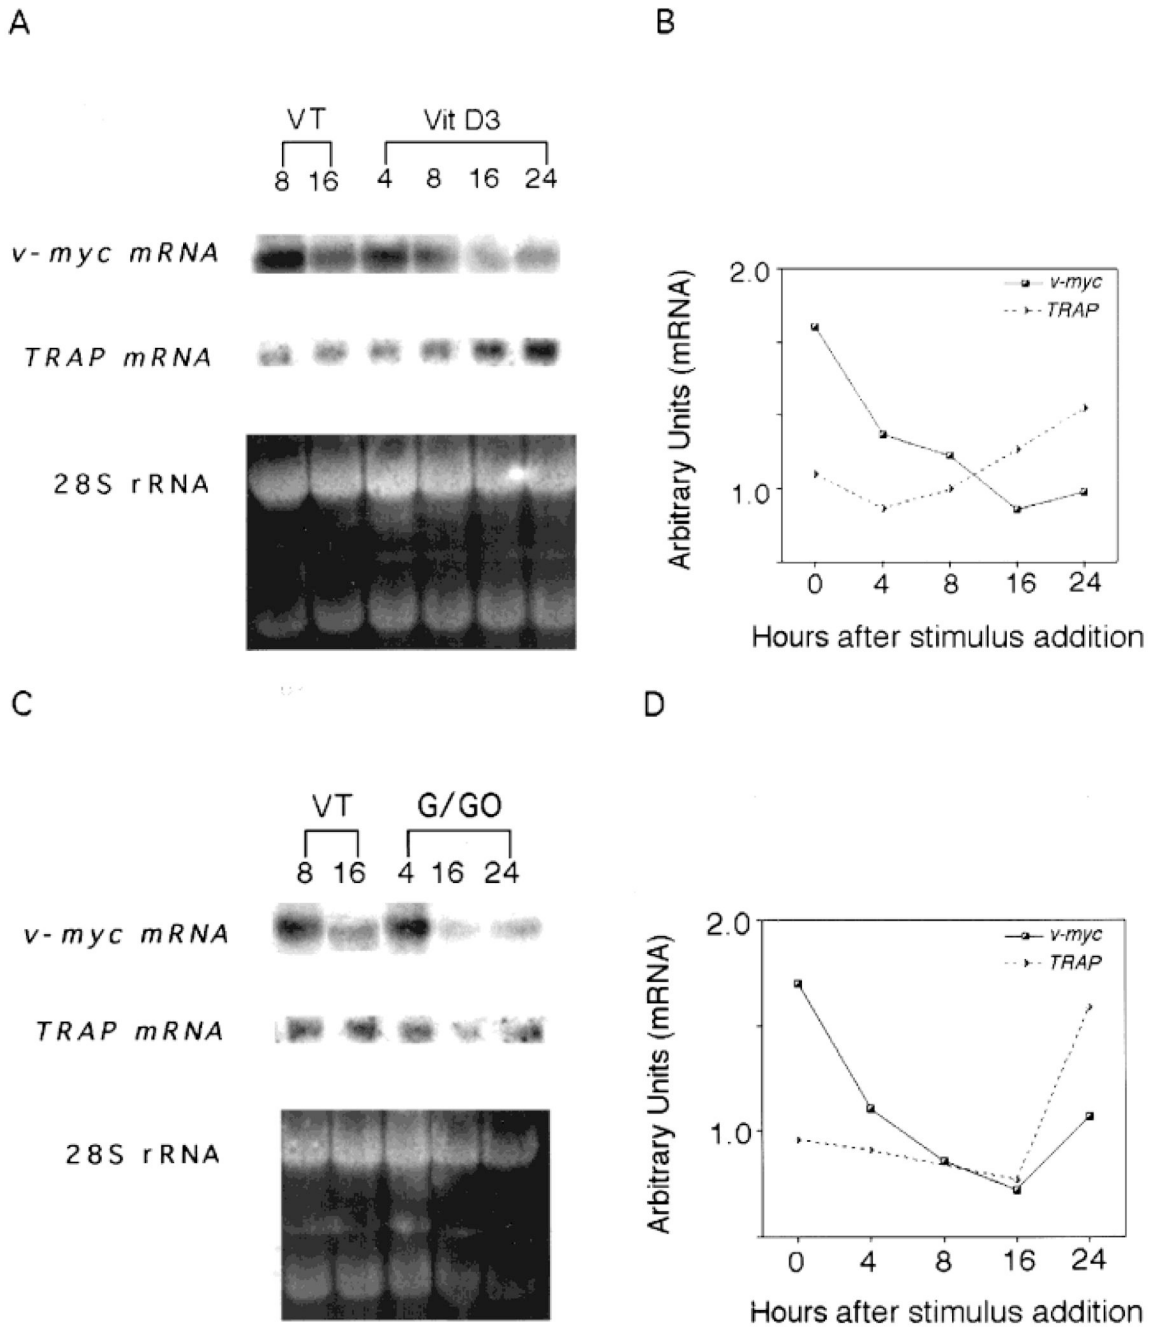 A
VT Vit D3
8 16 4 8 16 24
v-myc mRNA
TRAP mRNA
28S rRNA
B
2.0
1.0
v-myc
TRAP
Arbitrary Units (mRNA)
0 4 8 16 24
Hours after stimulus addition
C
VT G/GO
8 16 4 16 24
v-myc mRNA
TRAP mRNA
28S rRNA
D
2.0
1.0
v-myc
TRAP
Arbitrary Units (mRNA)
0 4 8 16 24
Hours after stimulus addition